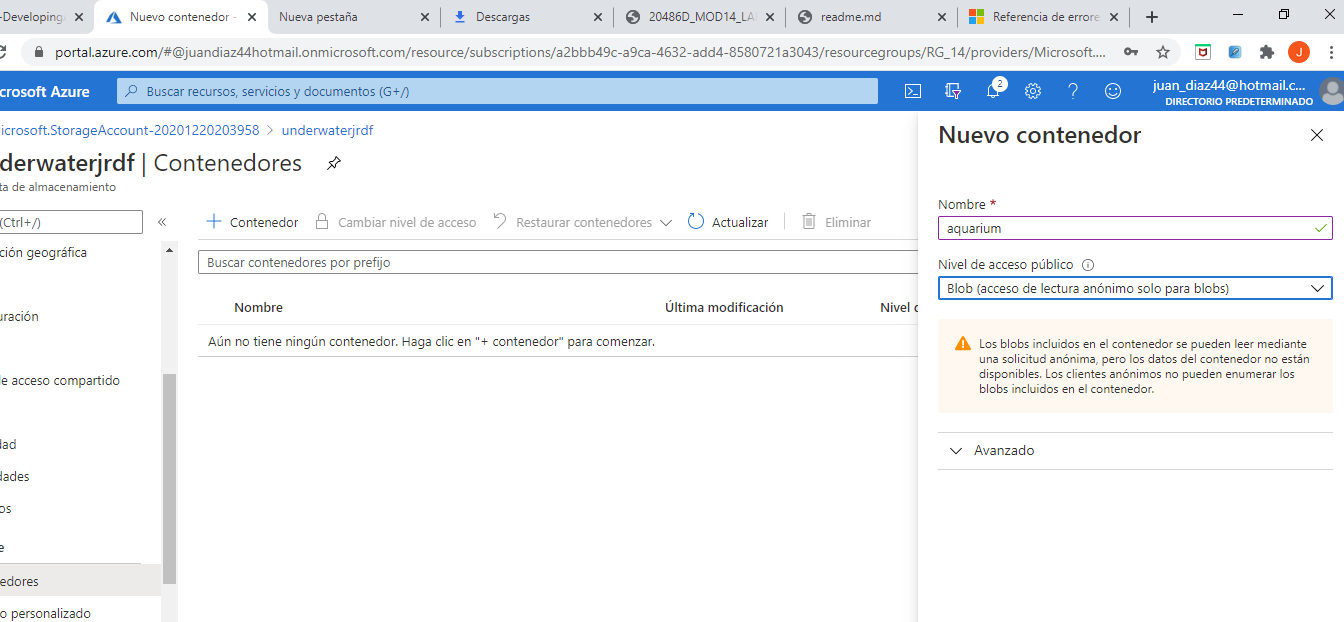 -Developing
Nuevo contenedor -
Nueva pestaña
Descargas
20486D_MOD14_LA
readme.md
Referencia de errore
portal.azure.com/#@juandiaz44hotmail.onmicrosoft.com/resource/subscriptions/a2bbb49c-a9ca-4632-add4-8580721a3043/resourcegroups/RG_14/providers/Microsoft....
J
crosoft Azure
Buscar recursos, servicios y documentos (G+/)
2
juan_diaz44@hotmail.c...
DIRECTORIO PREDETERMINADO
icrosoft.StorageAccount-20201220203958 > underwaterjrdf
derwaterjrdf | Contenedores
ta de almacenamiento
(Ctrl+/)
«
ción geográfica
uración
de acceso compartido
dad
dades
os
e
edores
o personalizado
+ Contenedor
Cambiar nivel de acceso
Restaurar contenedores
Actualizar
Eliminar
Buscar contenedores por prefijo
Nombre
Última modificación
Nivel
Aún no tiene ningún contenedor. Haga clic en "+ contenedor" para comenzar.
Nuevo contenedor
Nombre *
aquarium
Nivel de acceso público
Blob (acceso de lectura anónimo solo para blobs)
Los blobs incluidos en el contenedor se pueden leer mediante
una solicitud anónima, pero los datos del contenedor no están
disponibles. Los clientes anónimos no pueden enumerar los
blobs incluidos en el contenedor.
Avanzado